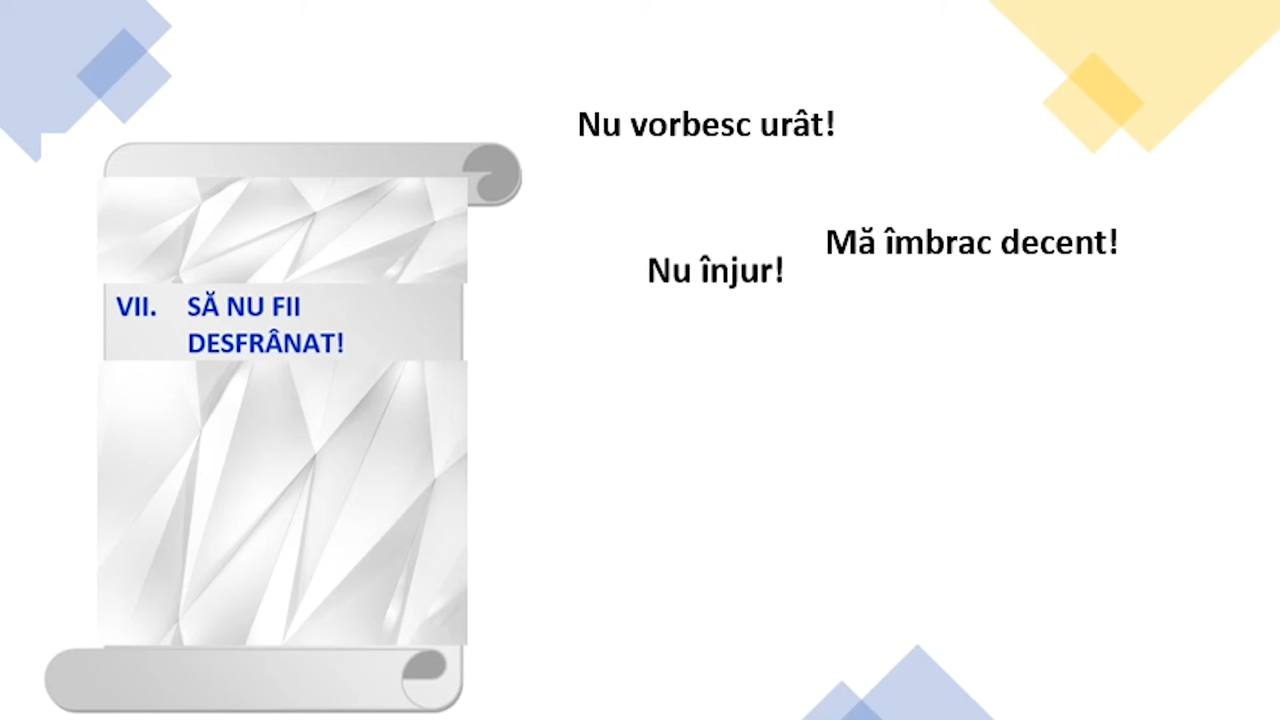 Nu vorbesc urât!
Mă îmbrac decent!
Nu înjur!
VII. SĂ NU FII
DESFRÂNAT!